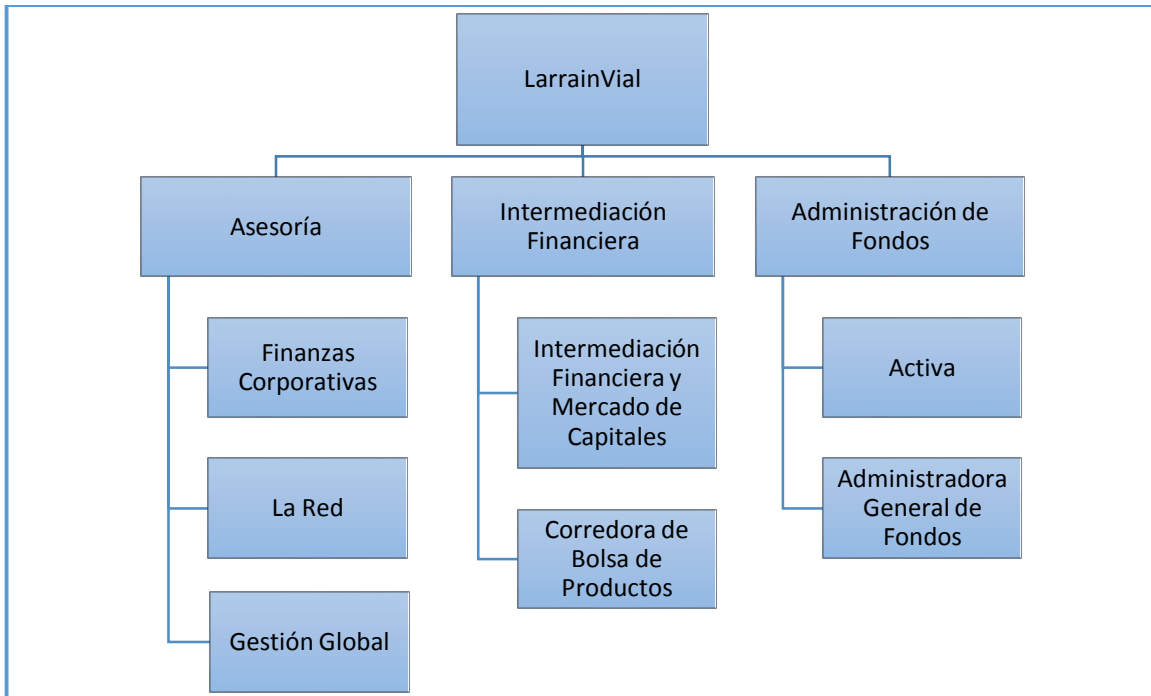 LarrainVial
Asesoría
Intermediación
Financiera
Administración de
Fondos
Finanzas
Corporativas
La Red
Gestión Global
Intermediación
Financiera y
Mercado de
Capitales
Corredora de
Bolsa de
Productos
Activa
Administradora
General de
Fondos